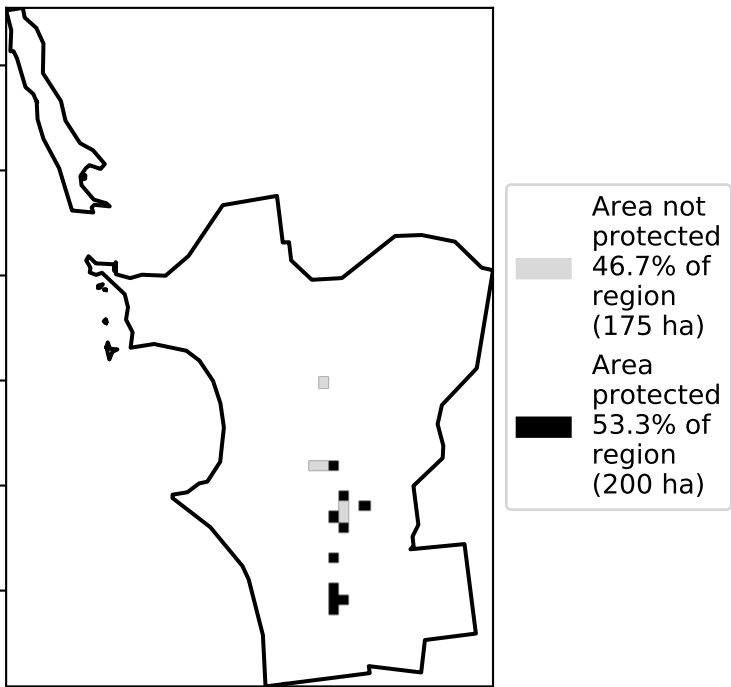 Area not
protected
46.7% of
region
(175 ha)
Area
protected
53.3% of
region
(200 ha)